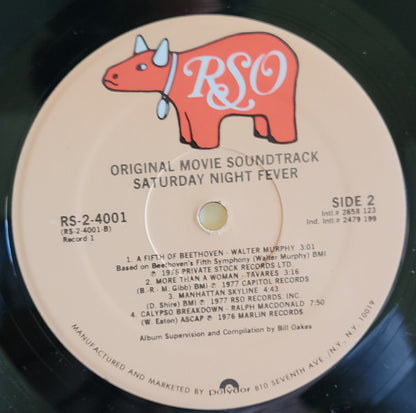 RSO
ORIGINAL MOVIE SOUNDTRACK
SATURDAY NIGHT FEVER
RS-2-4001
(RS-2-4001-B)
Record 1
SIDE 2
Intl.# 2658 123
Ind. Intl.# 2479 199
1. A FIFTH OF BEETHOVEN - WALTER MURPHY 3:01
Based on Beethoven's Fifth Symphony (Walter Murphy) BMI
℗ 1976 PRIVATE STOCK RECORDS LTD.
2. MORE THAN A WOMAN - TAVARES 3:16
(B.-R.-M. Gibb) BMI ℗ 1977 CAPITOL RECORDS
3. MANHATTAN SKYLINE 4:43
(D. Shire) BMI ℗ 1977 RSO RECORDS INC.
4. CALYPSO BREAKDOWN - RALPH MACDONALD 7:50
(W. Eaton) ASCAP ℗ 1976 MARLIN RECORDS
Album Supervision and Compilation by Bill Oakes
MANUFACTURED AND MARKETED BY polydor 810 SEVENTH AVE./NY, N.Y. 10019